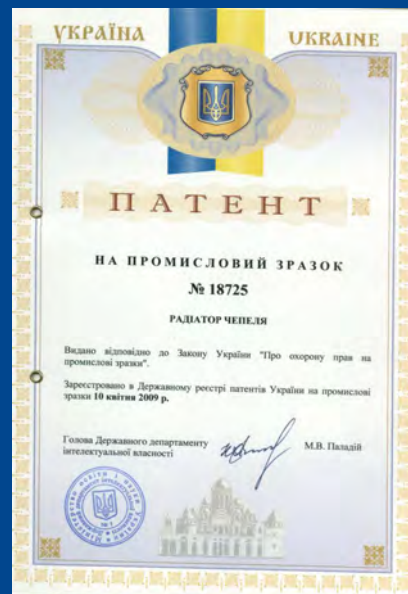 УКРАЇНА
UKRAINE
ПАТЕНТ
НА ПРОМИСЛОВИЙ ЗРАЗОК
№ 18725
РАДІАТОР ЧЕПЕЛЯ
Видано відповідно до Закону України "Про охорону прав на
промислові зразки".
Зареєстровано в Державному реєстрі патентів України на промислові
зразки 10 квітня 2009 р.
Голова Державного департаменту
інтелектуальної власності
М.В. Паладій